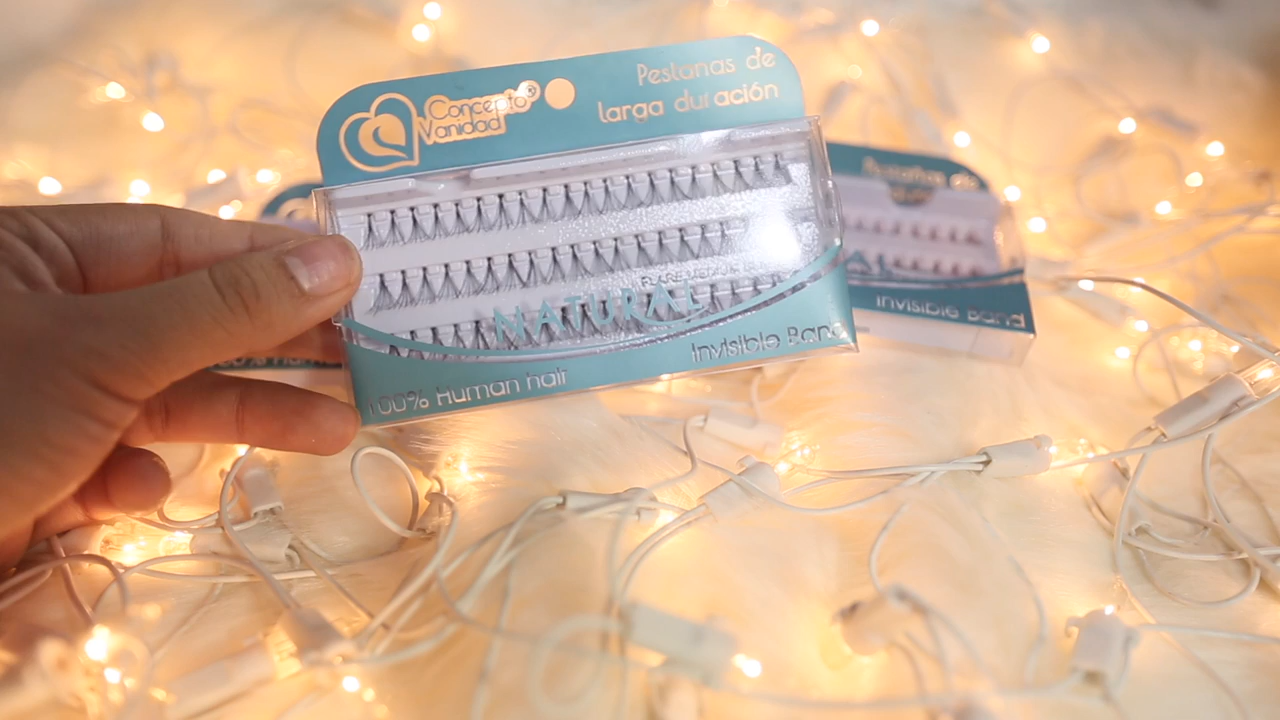 Concepto®
Vanidad
Pestanas de
larga duración
NATURAL
Invisible Band
100% Human hair
Invisible Band